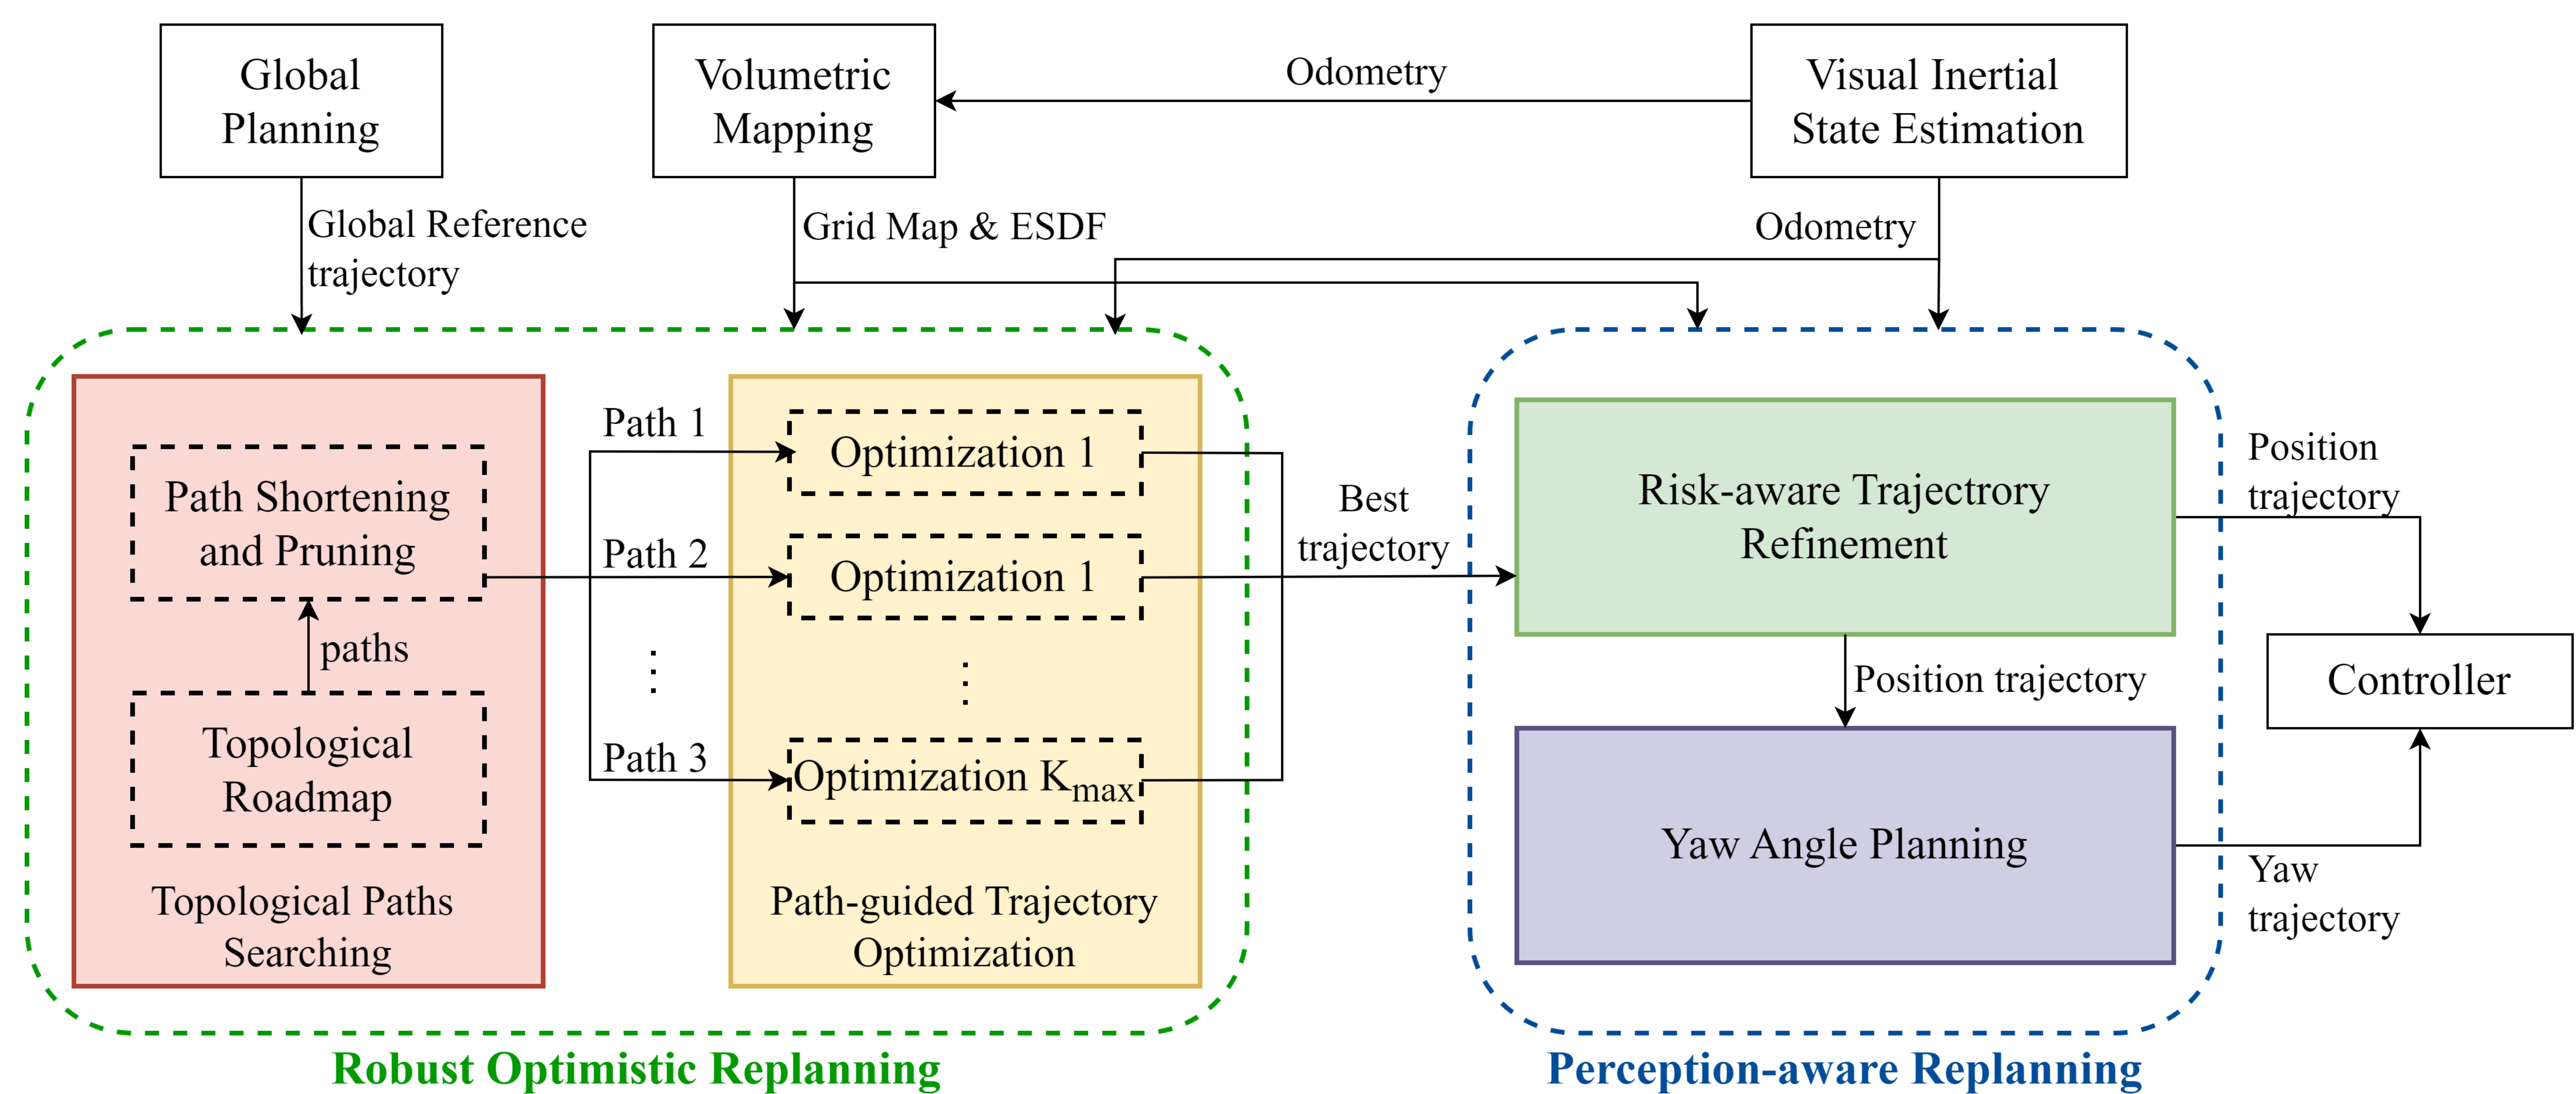 Global
Planning
Volumetric
Mapping
Odometry
Visual Inertial
State Estimation
Global Reference
trajectory
Grid Map & ESDF
Odometry
Path Shortening
and Pruning
paths
Topological
Roadmap
Topological Paths
Searching
Path 1
Path 2
⋮
Path 3
Optimization 1
Optimization 1
⋮
Optimization Kmax
Path-guided Trajectory
Optimization
Best
trajectory
Risk-aware Trajectrory
Refinement
Position trajectory
Yaw Angle Planning
Position
trajectory
Controller
Yaw
trajectory
Robust Optimistic Replanning
Perception-aware Replanning